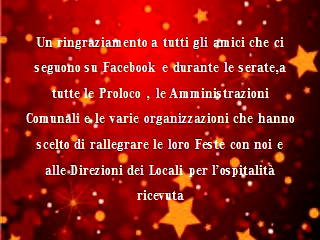 Un ringraziamento a tutti gli amici che ci
seguono su Facebook e durante le serate,a
tutte le Proloco , le Amministrazioni
Comunali e le varie organizzazioni che hanno
scelto di rallegrare le loro Feste con noi e
alle Direzioni dei Locali per l'ospitalità
ricevuta